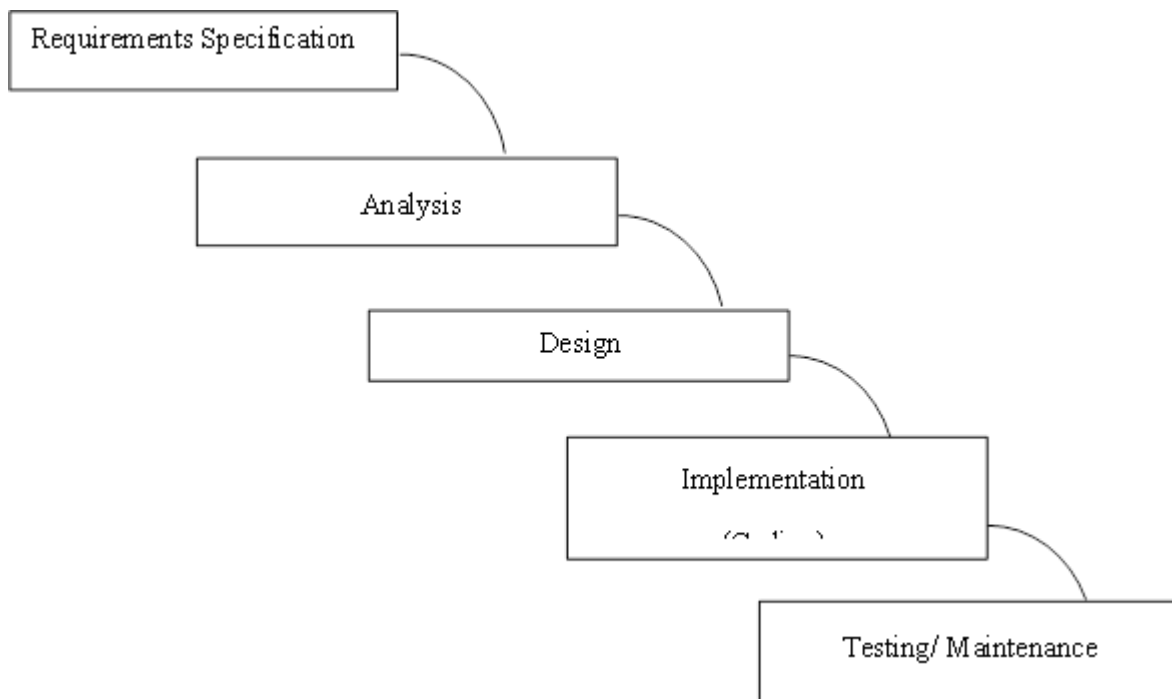 Requirements Specification
Analysis
Design
Implementation
Testing/ Maintenance